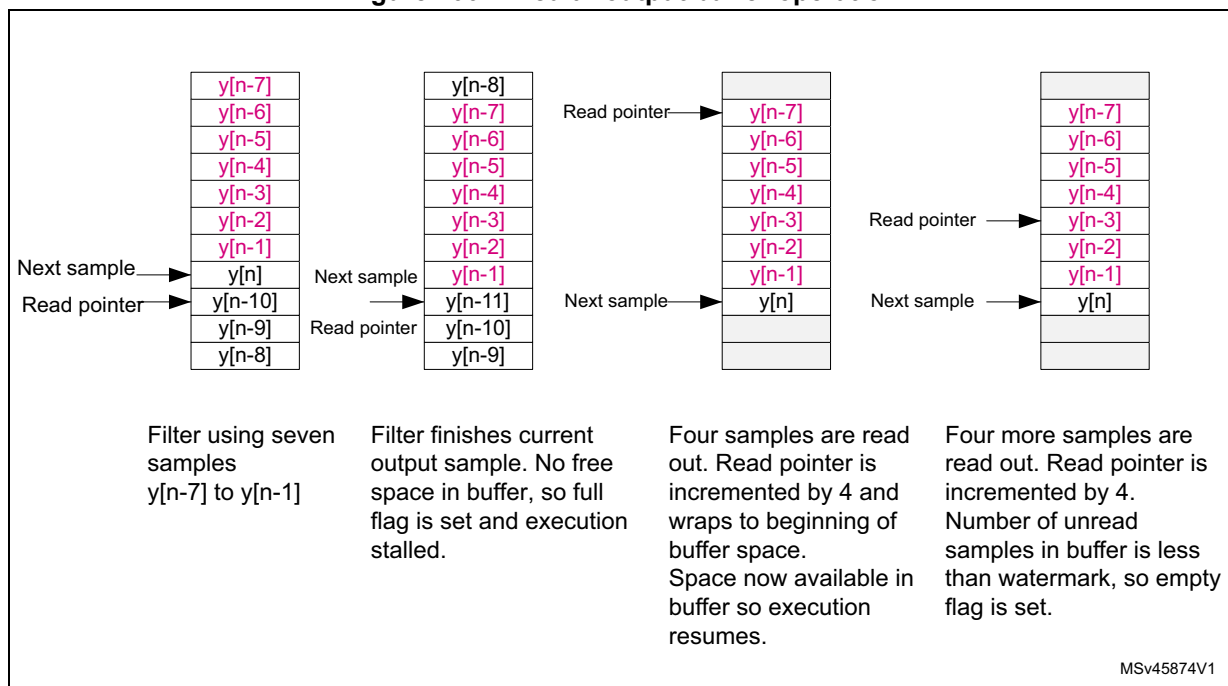 y[n-7]
y[n-6]
y[n-5]
y[n-4]
y[n-3]
y[n-2]
y[n-1]
Next sample
y[n]
Read pointer
y[n-10]
y[n-9]
y[n-8]
Filter using seven
samples
y[n-7] to y[n-1]
y[n-8]
y[n-7]
y[n-6]
y[n-5]
y[n-4]
y[n-3]
y[n-2]
Next sample
y[n-1]
y[n-11]
Read pointer
y[n-10]
y[n-9]
Filter finishes current
output sample. No free
space in buffer, so full
flag is set and execution
stalled.
Read pointer
y[n-7]
y[n-6]
y[n-5]
y[n-4]
y[n-3]
y[n-2]
y[n-1]
Next sample
y[n]
Four samples are read
out. Read pointer is
incremented by 4 and
wraps to beginning of
buffer space.
Space now available in
buffer so execution
resumes.
y[n-7]
y[n-6]
y[n-5]
y[n-4]
Read pointer
y[n-3]
y[n-2]
y[n-1]
Next sample
y[n]
Four more samples are
read out. Read pointer is
incremented by 4.
Number of unread
samples in buffer is less
than watermark, so empty
flag is set.
MSv45874V1